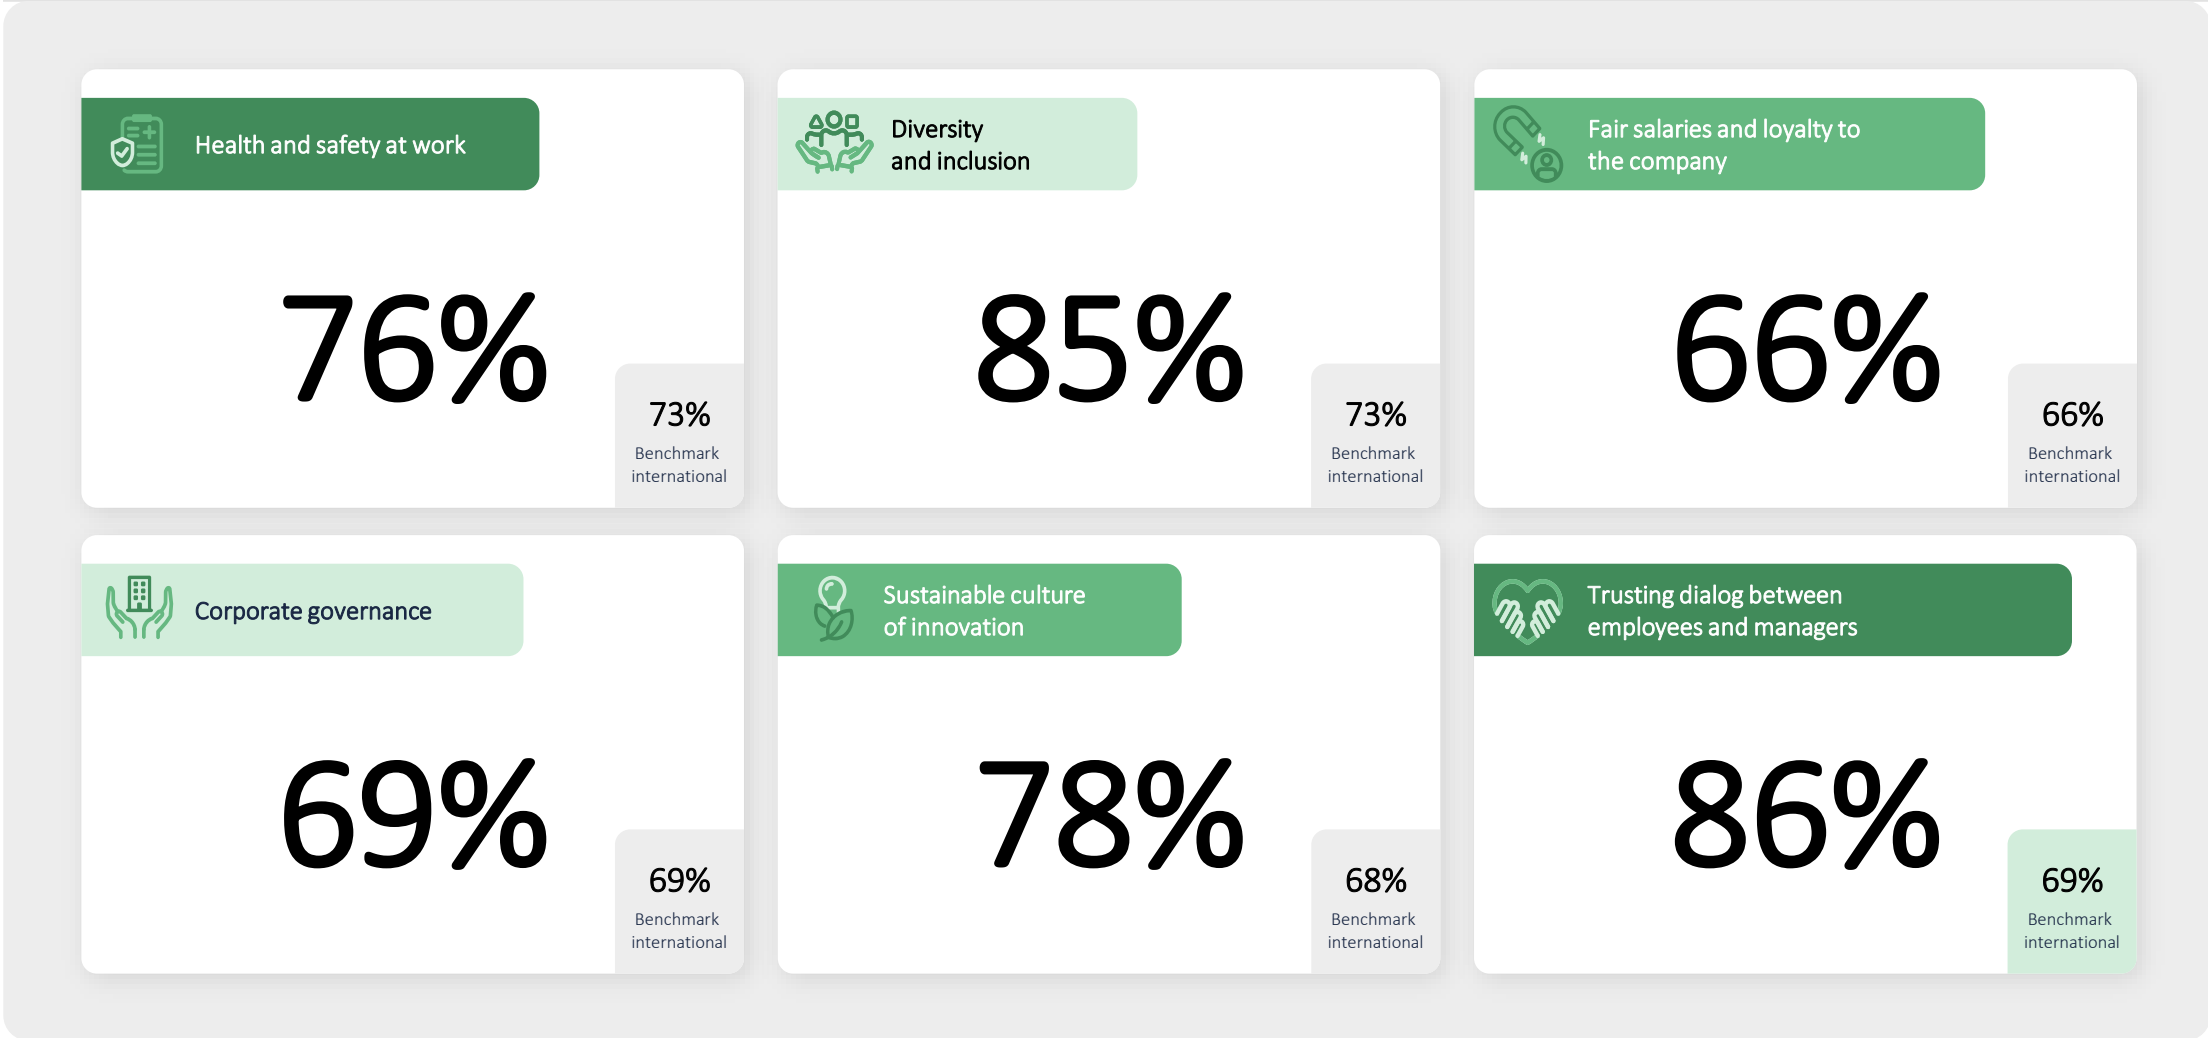 Health and safety at work
76%
73%
Benchmark
international
Diversity
and inclusion
85%
73%
Benchmark
international
Fair salaries and loyalty to
the company
66%
66%
Benchmark
international
Corporate governance
69%
69%
Benchmark
international
Sustainable culture
of innovation
78%
68%
Benchmark
international
Trusting dialog between
employees and managers
86%
69%
Benchmark
international